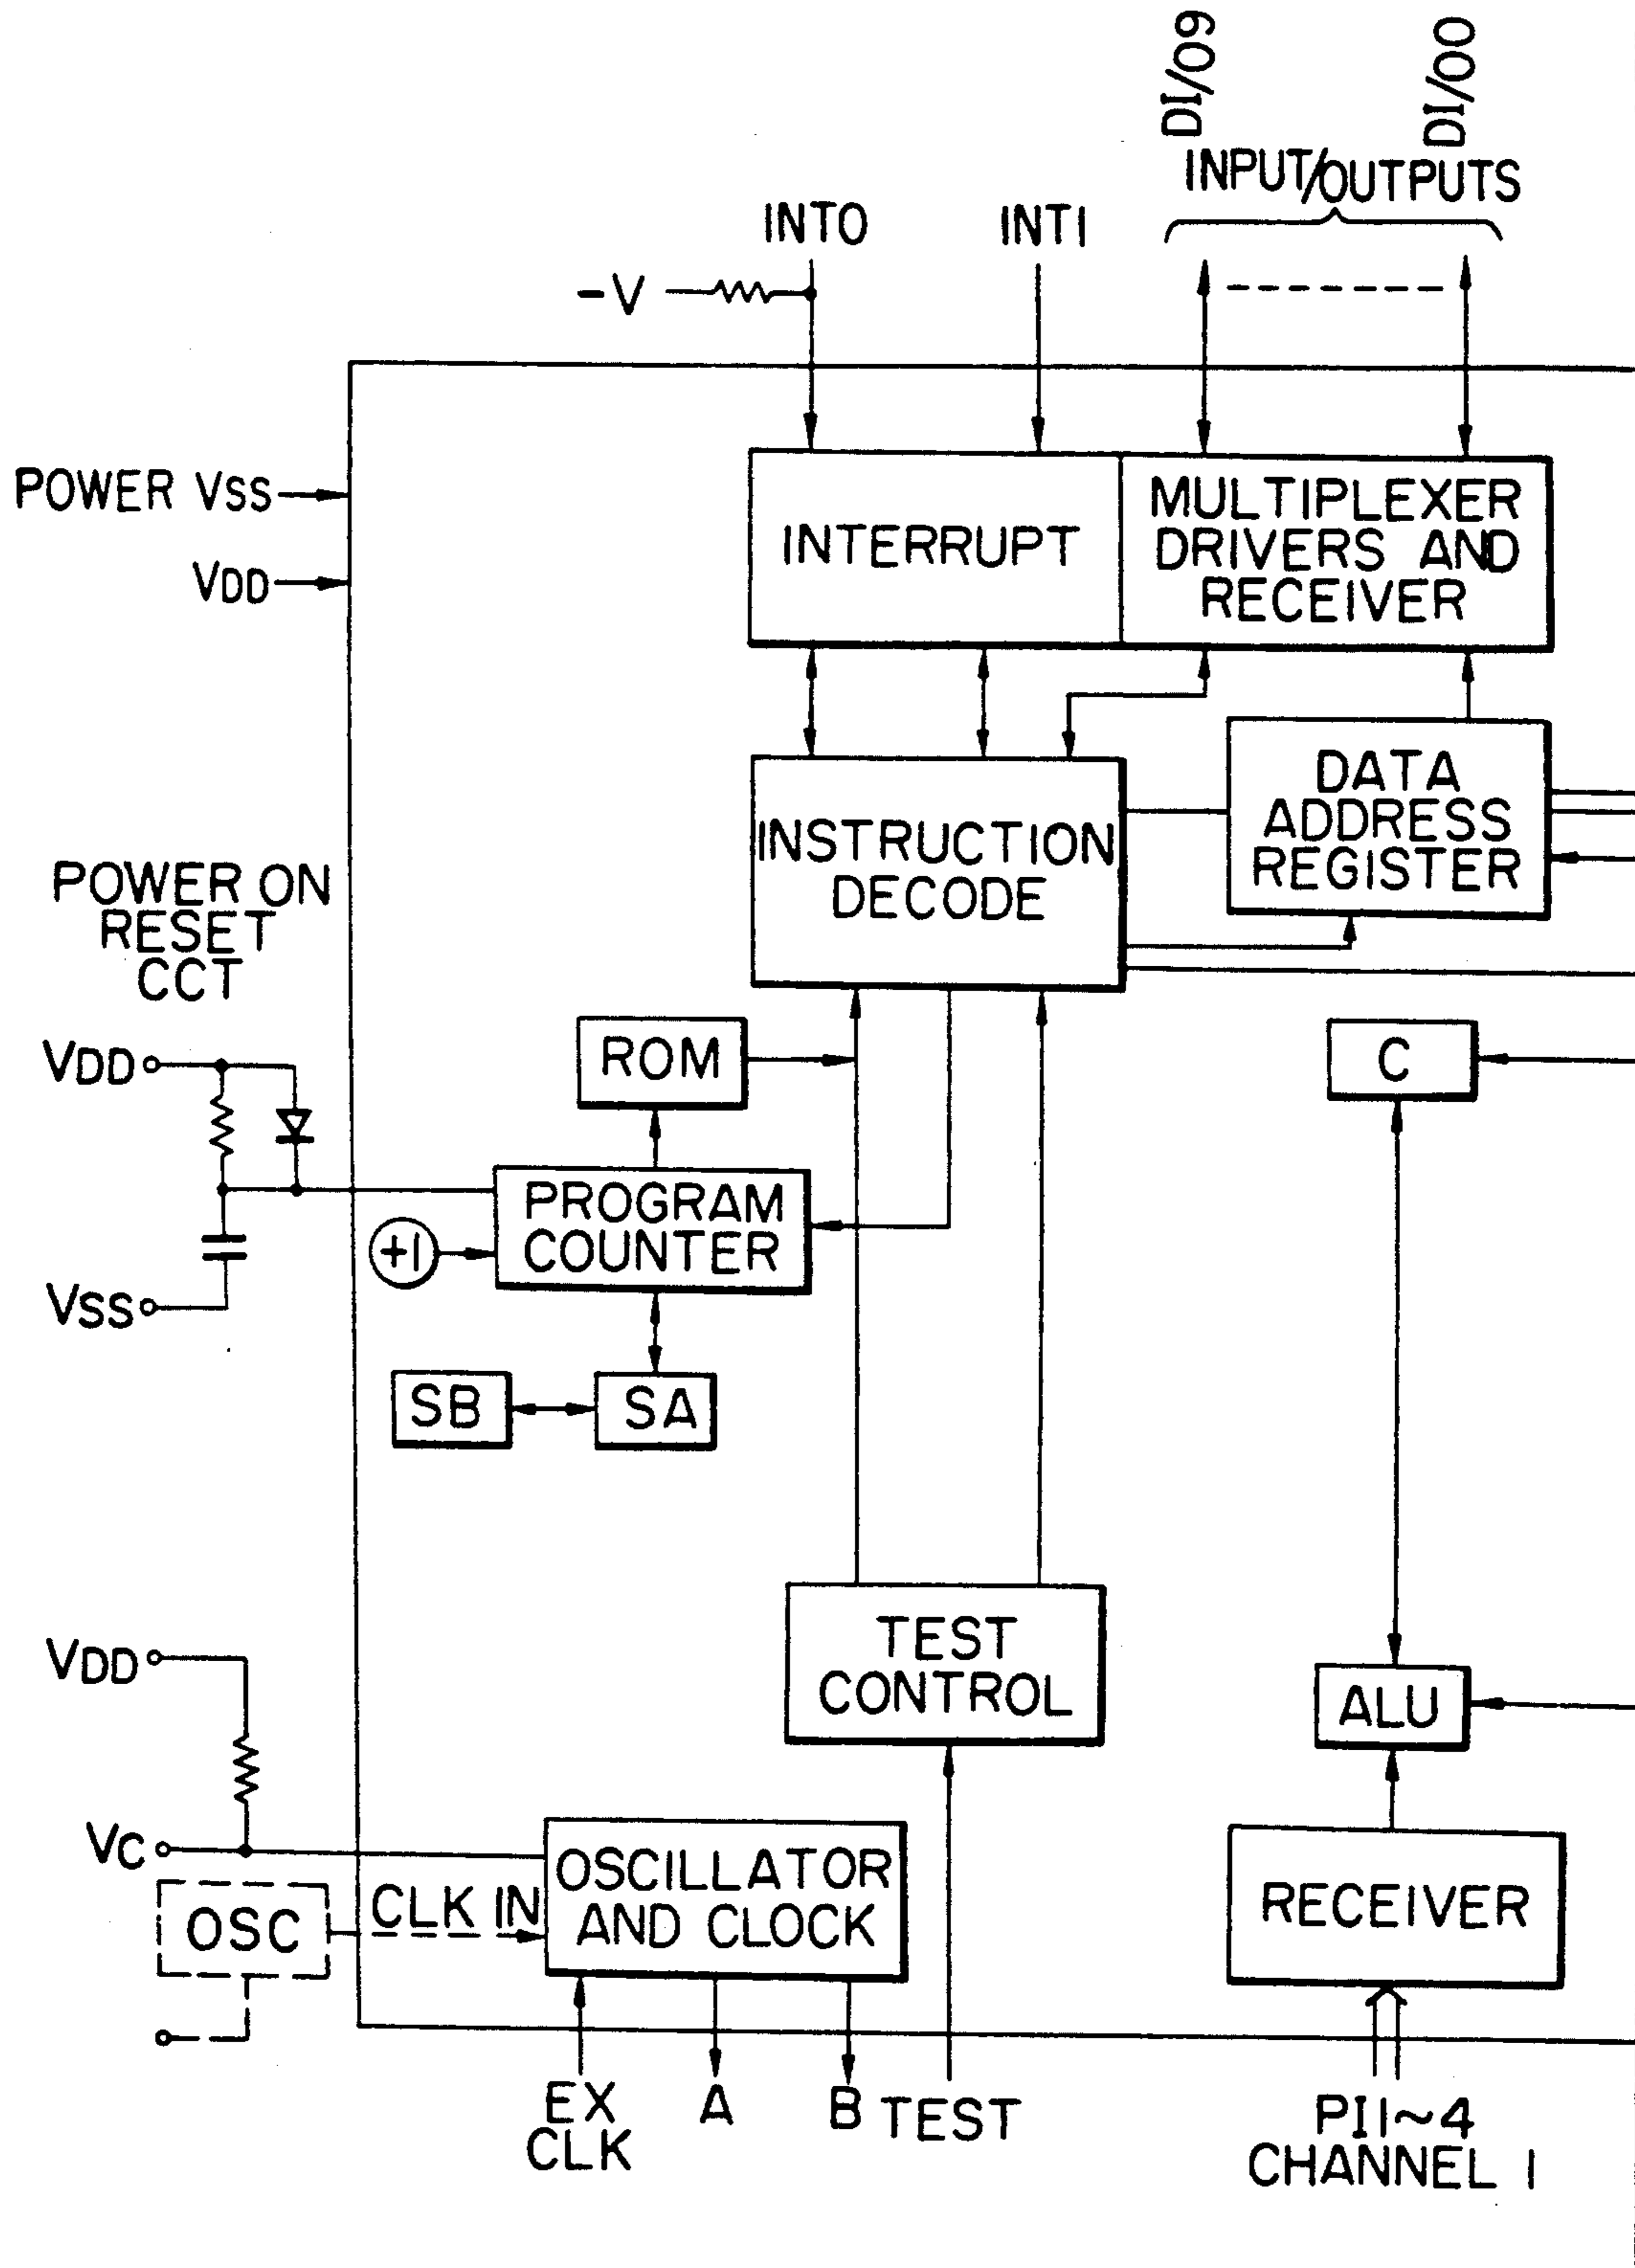 DI/09
DI/00
INPUT/OUTPUTS
INT0
INT1
-V
POWER VSS
VDD
INTERRUPT
MULTIPLEXER
DRIVERS AND
RECEIVER
INSTRUCTION
DECODE
DATA
ADDRESS
REGISTER
POWER ON
RESET
CCT
VDD
ROM
C
PROGRAM
COUNTER
+1
VSS
SB
SA
TEST
CONTROL
VDD
ALU
VC
OSCILLATOR
AND CLOCK
OSC
CLK IN
RECEIVER
EX
CLK
A
B
TEST
PI1~4
CHANNEL 1